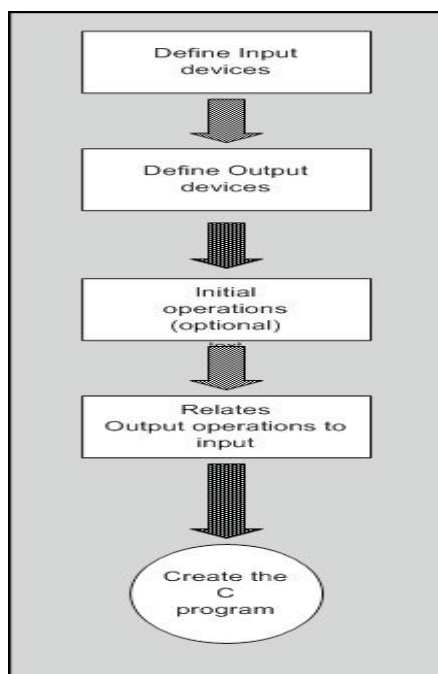 Define Input
devices
Define Output
devices
Initial
operations
(optional)
Relates
Output operations to
input
Create the
C
program